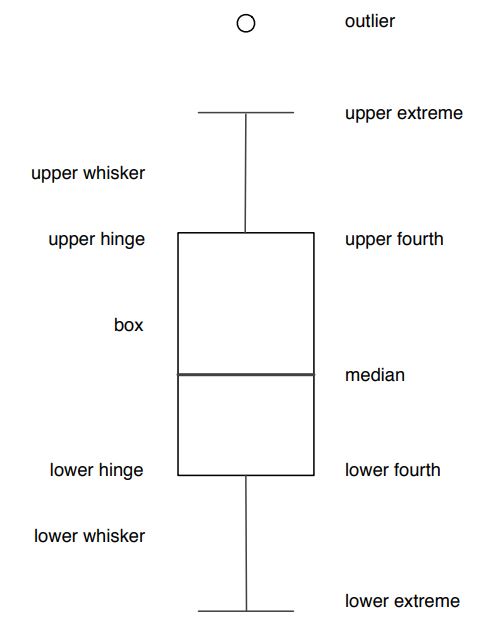 outlier
upper extreme
upper whisker
upper hinge
upper fourth
box
median
lower hinge
lower fourth
lower whisker
lower extreme